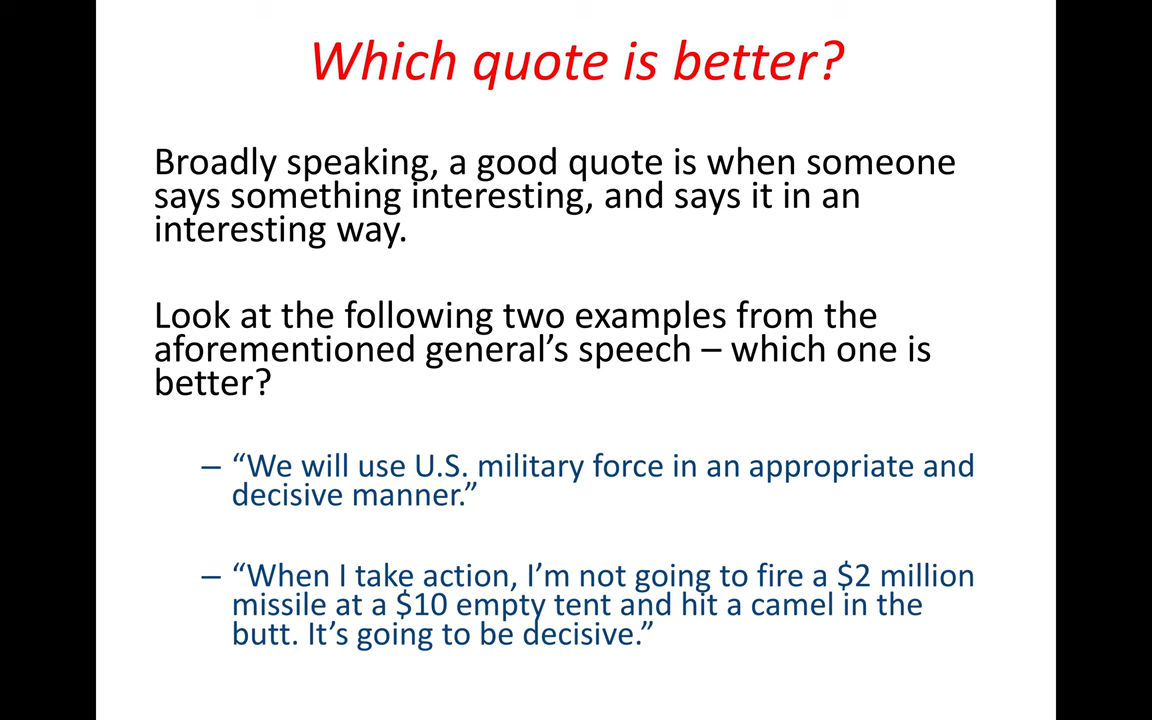 Which quote is better?
Broadly speaking, a good quote is when someone
says something interesting, and says it in an
interesting way.
Look at the following two examples from the
aforementioned general’s speech – which one is
better?
– “We will use U.S. military force in an appropriate and
decisive manner.”
– “When I take action, I’m not going to fire a $2 million
missile at a $10 empty tent and hit a camel in the
butt. It’s going to be decisive.”